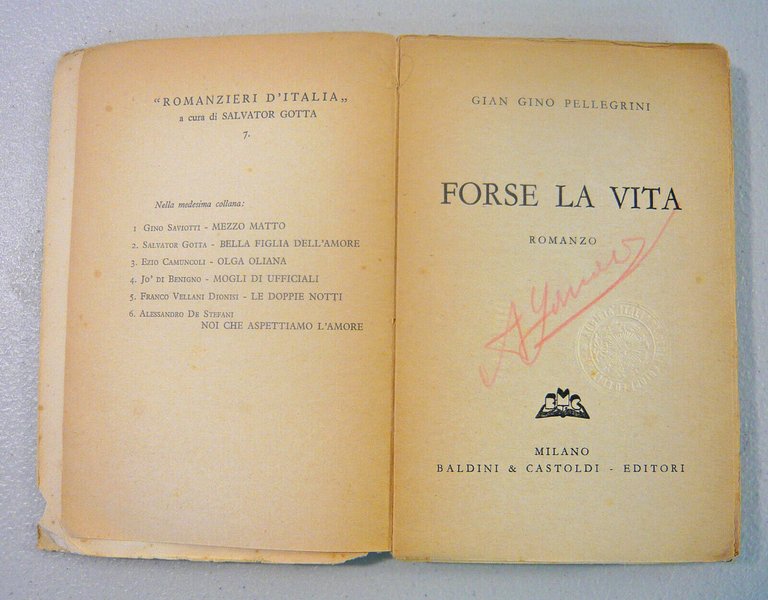 "ROMANZIERI D'ITALIA„
a cura di SALVATOR GOTTA
7.
Nella medesima collana:
1 Gino Saviotti - MEZZO MATTO
2. Salvator Gotta - BELLA FIGLIA DELL'AMORE
3. Ezio Camuncoli - OLGA OLIANA
4. Jo' di Benigno - MOGLI DI UFFICIALI
5. Franco Vellani Dionisi - LE DOPPIE NOTTI
6. Alessandro De Stefani
NOI CHE ASPETTIAMO L'AMORE
GIAN GINO PELLEGRINI
FORSE LA VITA
ROMANZO
BMC
MILANO
BALDINI & CASTOLDI - EDITORI